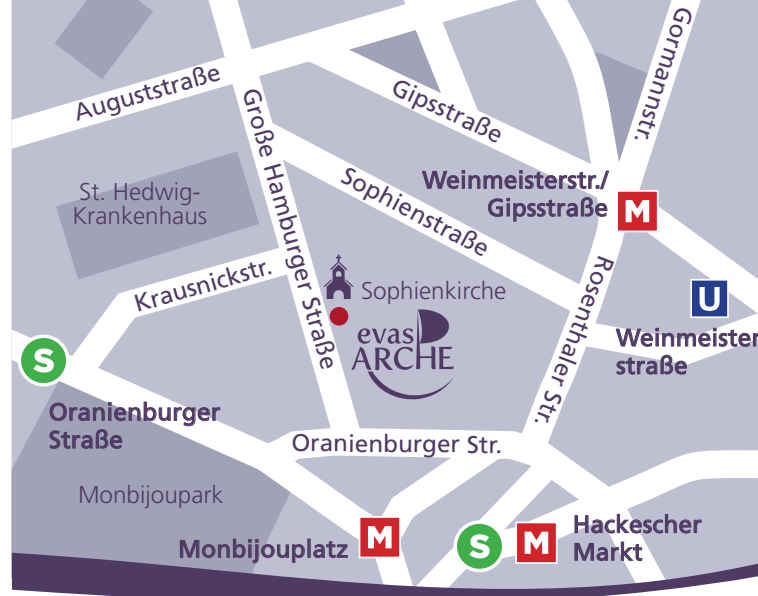 Gormannstr.
Auguststraße
Gipsstraße
Große Hamburger Straße
Weinmeisterstr./
Gipsstraße
M
St. Hedwig-
Krankenhaus
Sophienstraße
Krausnickstr.
Sophienkirche
Rosenthaler Str.
U
Weinmeister
straße
evas
ARCHE
S
Oranienburger
Straße
Oranienburger Str.
Monbijoupark
Monbijouplatz
M
S
M
Hackescher
Markt